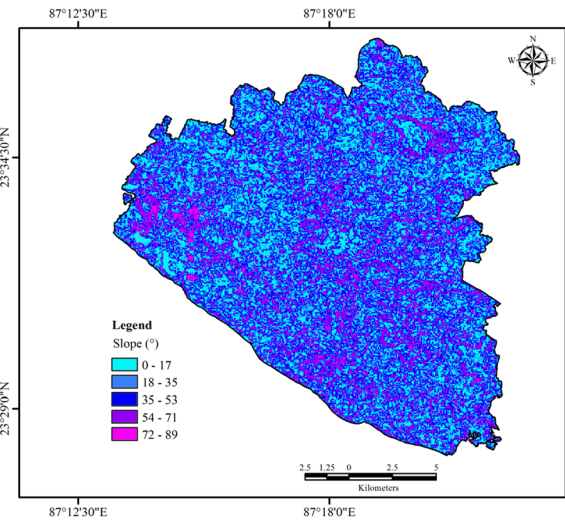 87°12'30"E 87°18'0"E
N
W E
S
23°34'30"N
23°29'0"N
Legend
Slope (°)
0 - 17
18 - 35
35 - 53
54 - 71
72 - 89
2.5 1.25 0 2.5 5
Kilometers
87°12'30"E 87°18'0"E